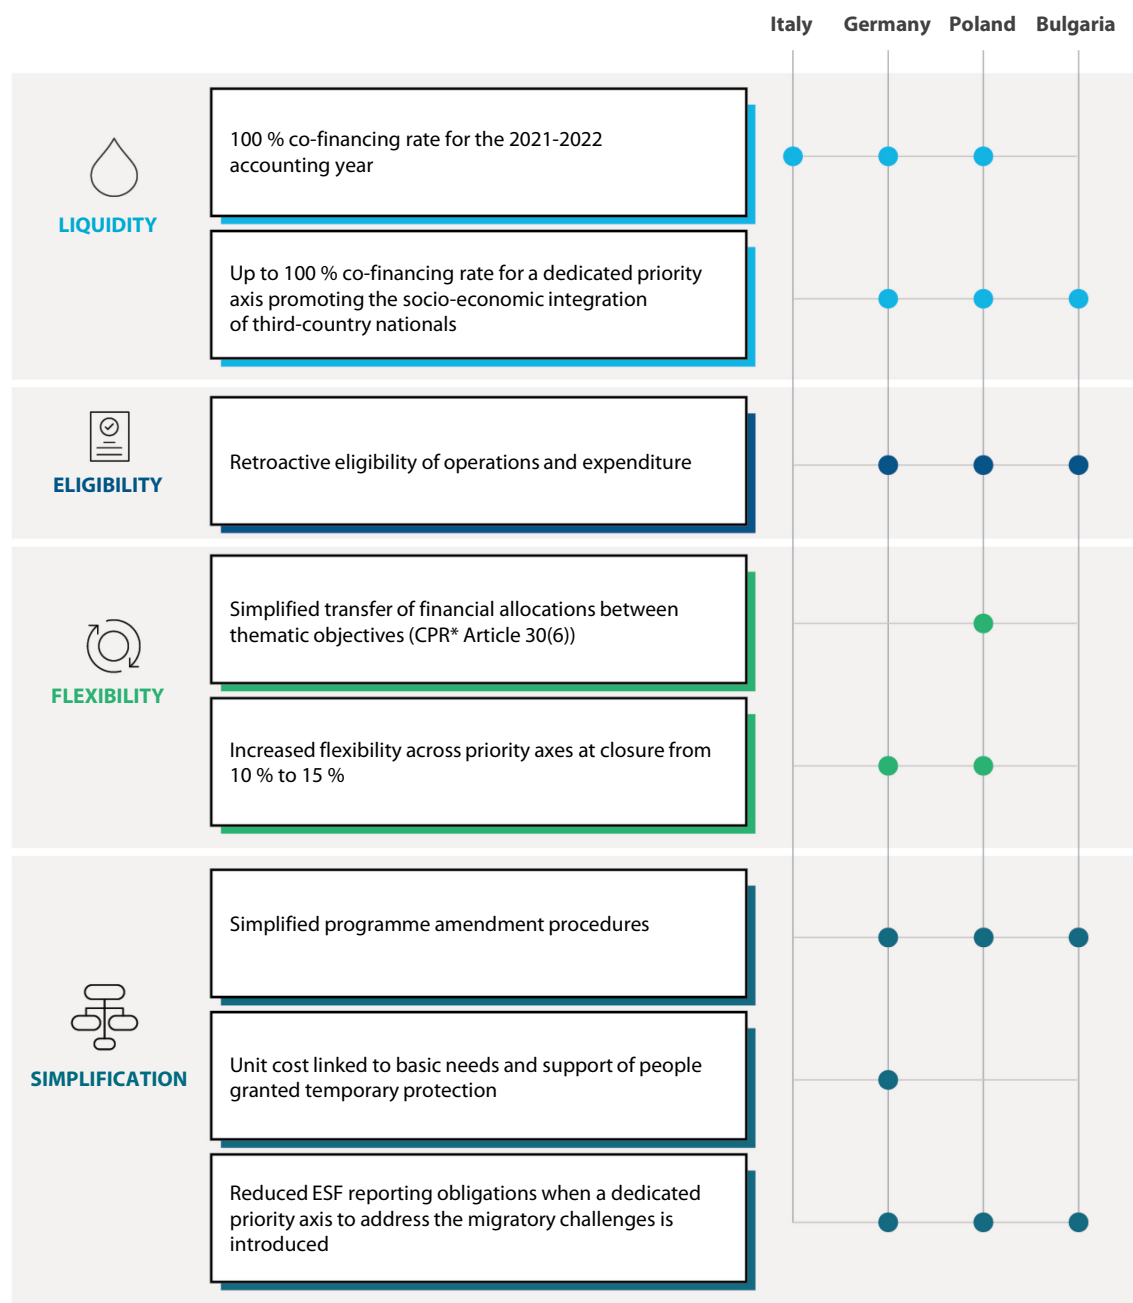 Italy Germany Poland Bulgaria
LIQUIDITY
100 % co-financing rate for the 2021-2022
accounting year
Up to 100 % co-financing rate for a dedicated priority
axis promoting the socio-economic integration
of third-country nationals
ELIGIBILITY
Retroactive eligibility of operations and expenditure
FLEXIBILITY
Simplified transfer of financial allocations between
thematic objectives (CPR* Article 30(6))
Increased flexibility across priority axes at closure from
10 % to 15 %
SIMPLIFICATION
Simplified programme amendment procedures
Unit cost linked to basic needs and support of people
granted temporary protection
Reduced ESF reporting obligations when a dedicated
priority axis to address the migratory challenges is
introduced